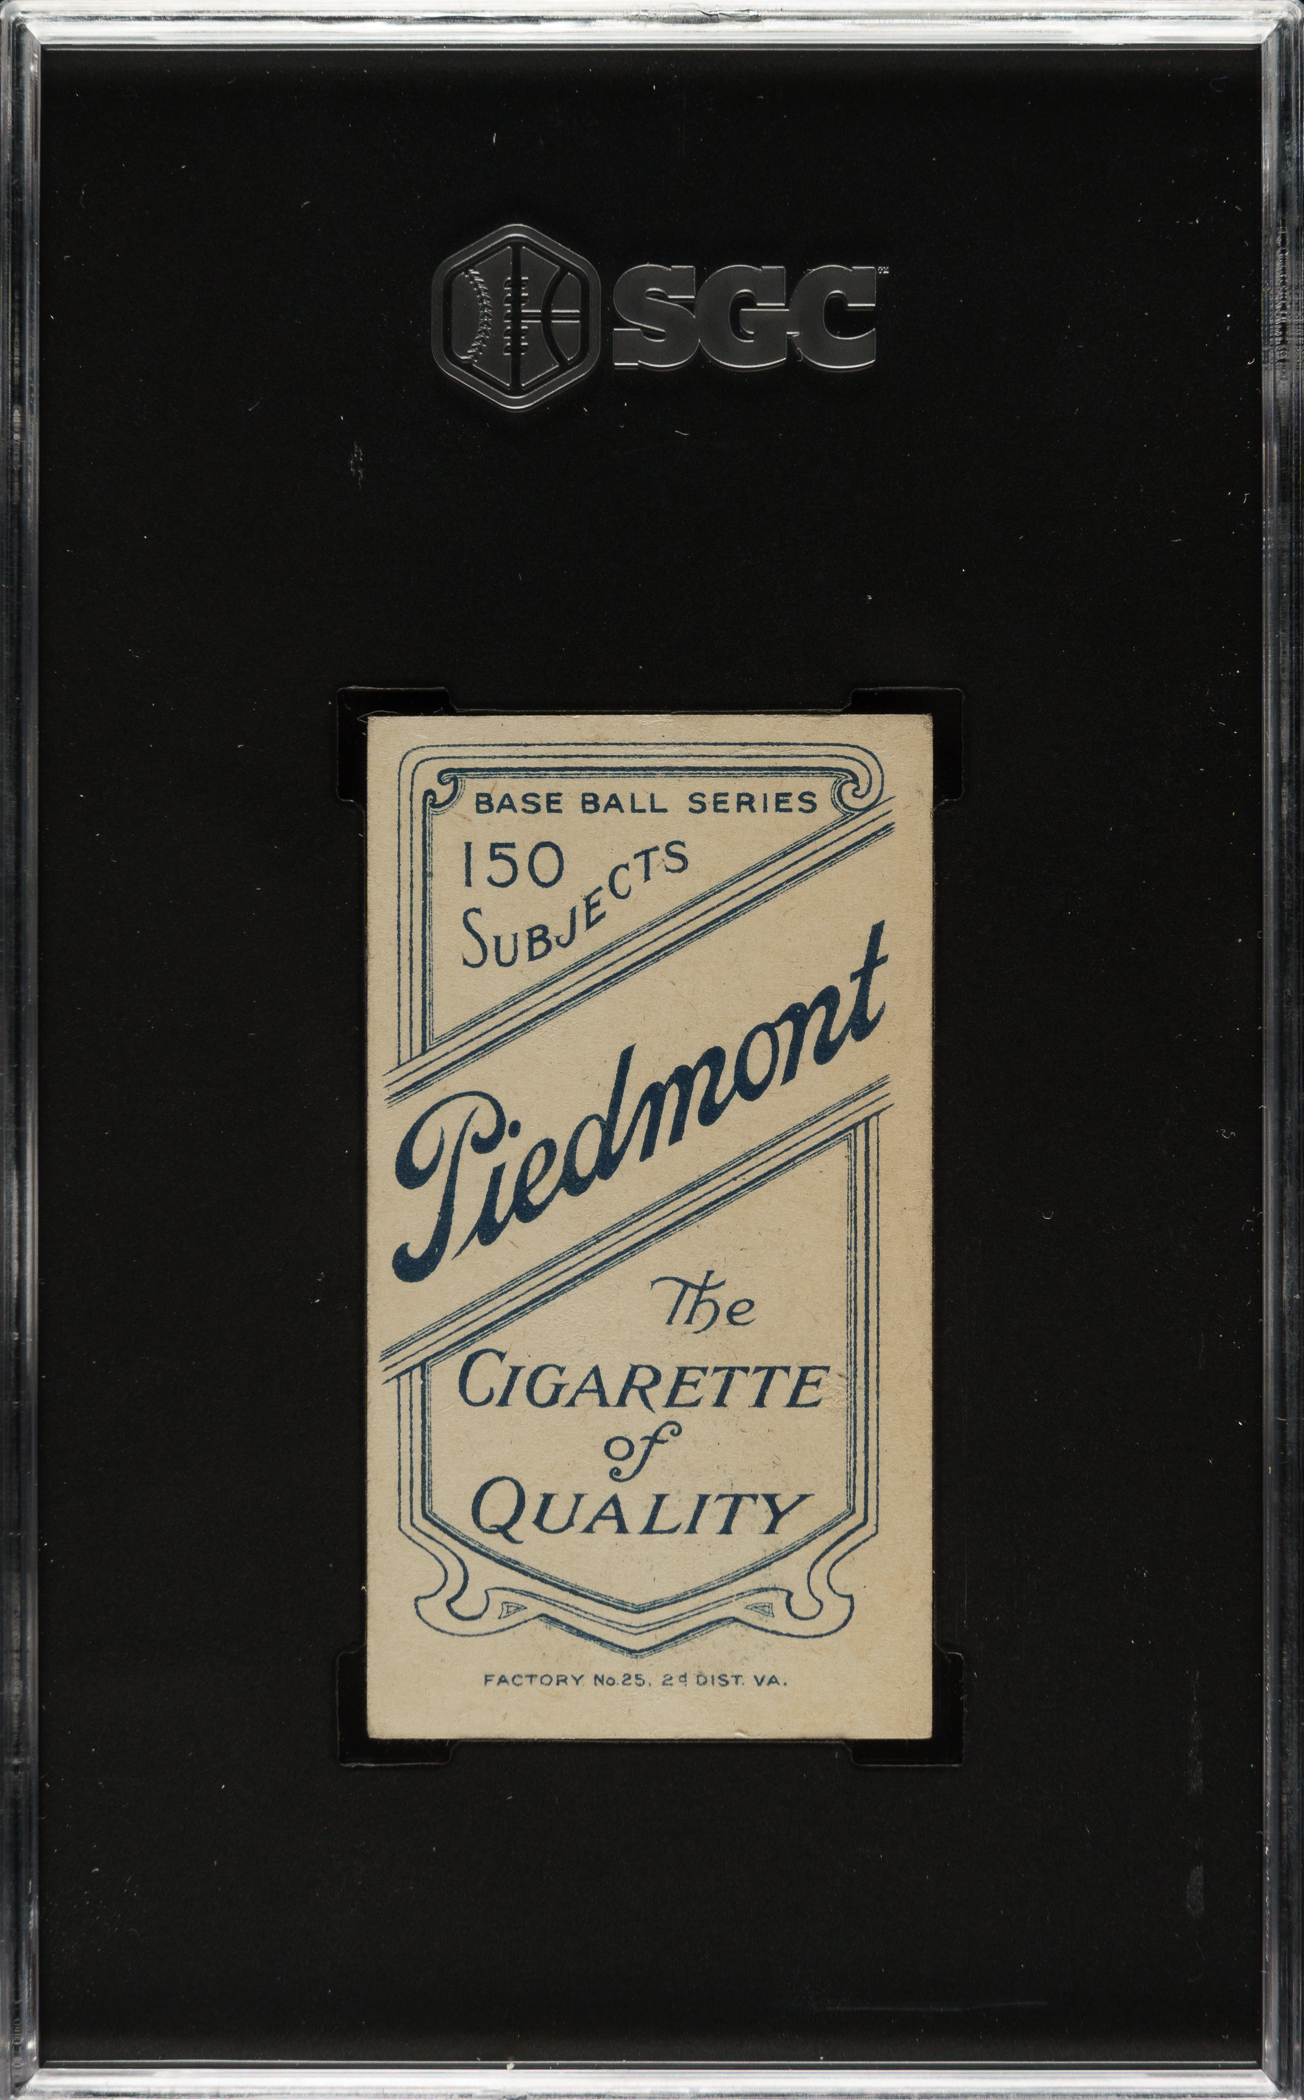 SGC
BASE BALL SERIES
150
SUBJECTS
Piedmont
The
CIGARETTE
of
QUALITY
FACTORY No.25, 2d DIST. VA.